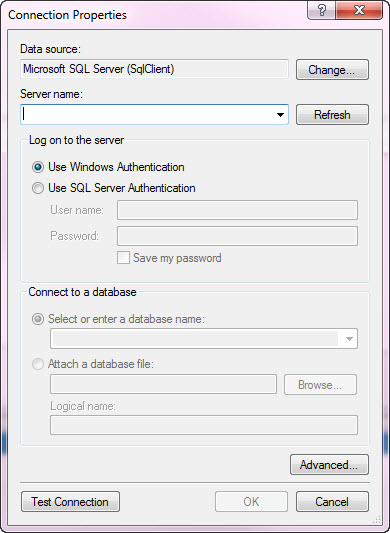 Connection Properties
?
Data source:
Microsoft SQL Server (SqlClient)
Change...
Server name:
Refresh
Log on to the server
Use Windows Authentication
Use SQL Server Authentication
User name:
Password:
Save my password
Connect to a database
Select or enter a database name:
Attach a database file:
Browse...
Logical name:
Advanced...
Test Connection
OK
Cancel